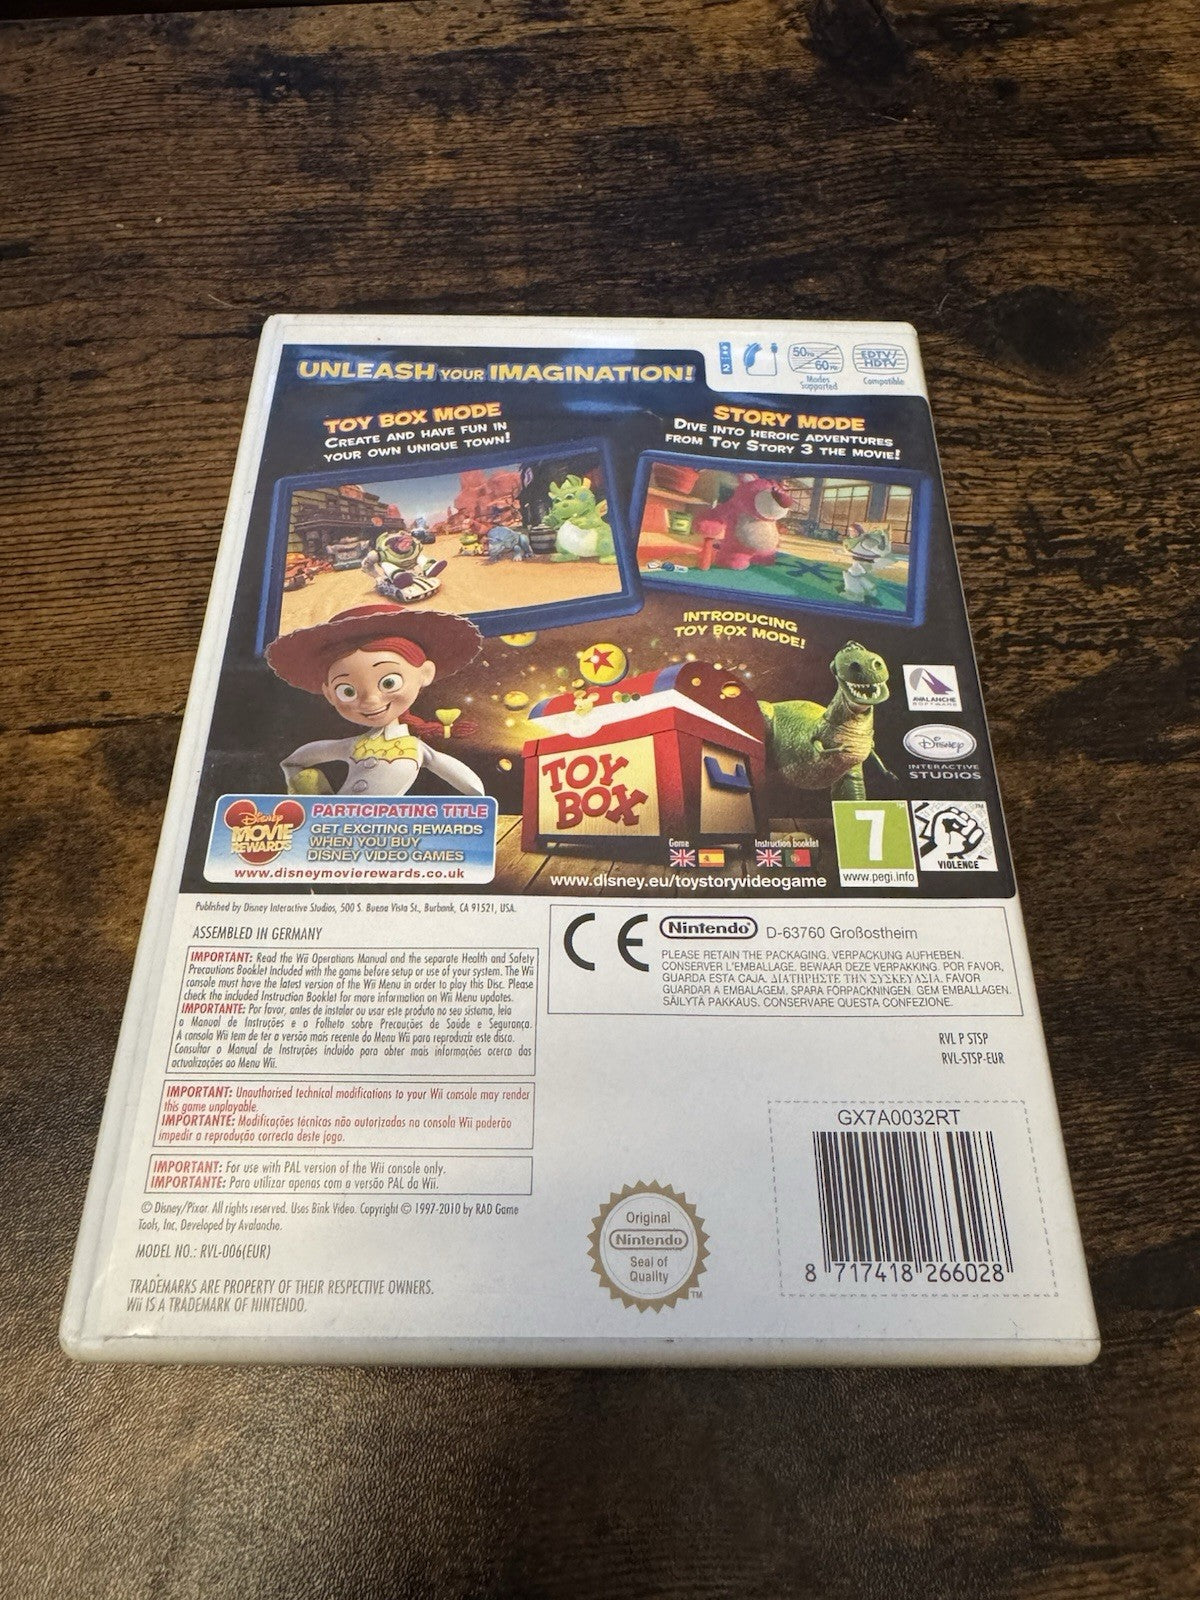 UNLEASH YOUR IMAGINATION!
1-2
50Hz
60Hz
Modes
Supported
EDTV/
HDTV
Compatible
TOY BOX MODE
CREATE AND HAVE FUN IN
YOUR OWN UNIQUE TOWN!
STORY MODE
DIVE INTO HEROIC ADVENTURES
FROM TOY STORY 3 THE MOVIE!
INTRODUCING
TOY BOX MODE!
AVALANCHE
SOFTWARE
Disney
INTERACTIVE
STUDIOS
TOY
BOX
Disney
MOVIE
REWARDS
PARTICIPATING TITLE
GET EXCITING REWARDS
WHEN YOU BUY
DISNEY VIDEO GAMES
www.disneymovierewards.co.uk
Game
Instruction booklet
www.disney.eu/toystoryvideogame
7
www.pegi.info
VIOLENCE
Published by Disney Interactive Studios, 500 S. Buena Vista St., Burbank, CA 91521, USA.
ASSEMBLED IN GERMANY
IMPORTANT: Read the Wii Operations Manual and the separate Health and Safety
Precautions Booklet Included with the game before setup or use of your system. The Wii
console must have the latest version of the Wii Menu in order to play this Disc. Please
check the included Instruction Booklet for more information on Wii Menu updates.
IMPORTANTE: Por favor, antes de instalar ou usar este produto no seu sistema, leia
o Manual de Instruções e o Folheto sobre Precauções de Saúde e Segurança.
A consola Wii tem de ter a versão mais recente do Menu Wii para reproduzir este disco.
Consultar o Manual de Instruções incluído para obter mais informações acerca das
actualizações ao Menu Wii.
IMPORTANT: Unauthorised technical modifications to your Wii console may render
this game unplayable.
IMPORTANTE: Modificações técnicas não autorizadas na consola Wii poderão
impedir a reprodução correcta deste jogo.
IMPORTANT: For use with PAL version of the Wii console only.
IMPORTANTE: Para utilizar apenas com a versão PAL da Wii.
© Disney/Pixar. All rights reserved. Uses Bink Video. Copyright © 1997-2010 by RAD Game
Tools, Inc. Developed by Avalanche.
MODEL NO.: RVL-006(EUR)
TRADEMARKS ARE PROPERTY OF THEIR RESPECTIVE OWNERS.
Wii IS A TRADEMARK OF NINTENDO.
CE
Nintendo®
D-63760 Großostheim
PLEASE RETAIN THE PACKAGING. VERPACKUNG AUFHEBEN.
CONSERVER L'EMBALLAGE. BEWAAR DEZE VERPAKKING. POR FAVOR,
GUARDA ESTA CAJA. ΔΙΑΤΗΡΗΣΤΕ ΤΗΝ ΣΥΣΚΕΥΑΣΙΑ. FAVOR
GUARDAR A EMBALAGEM. SPARA FÖRPACKNINGEN. GEM EMBALLAGEN.
SÄILYTÄ PAKKAUS. CONSERVARE QUESTA CONFEZIONE.
RVL P STSP
RVL-STSP-EUR
GX7A0032RT
8 717418 266028
Original
Nintendo
Seal of
Quality
TM